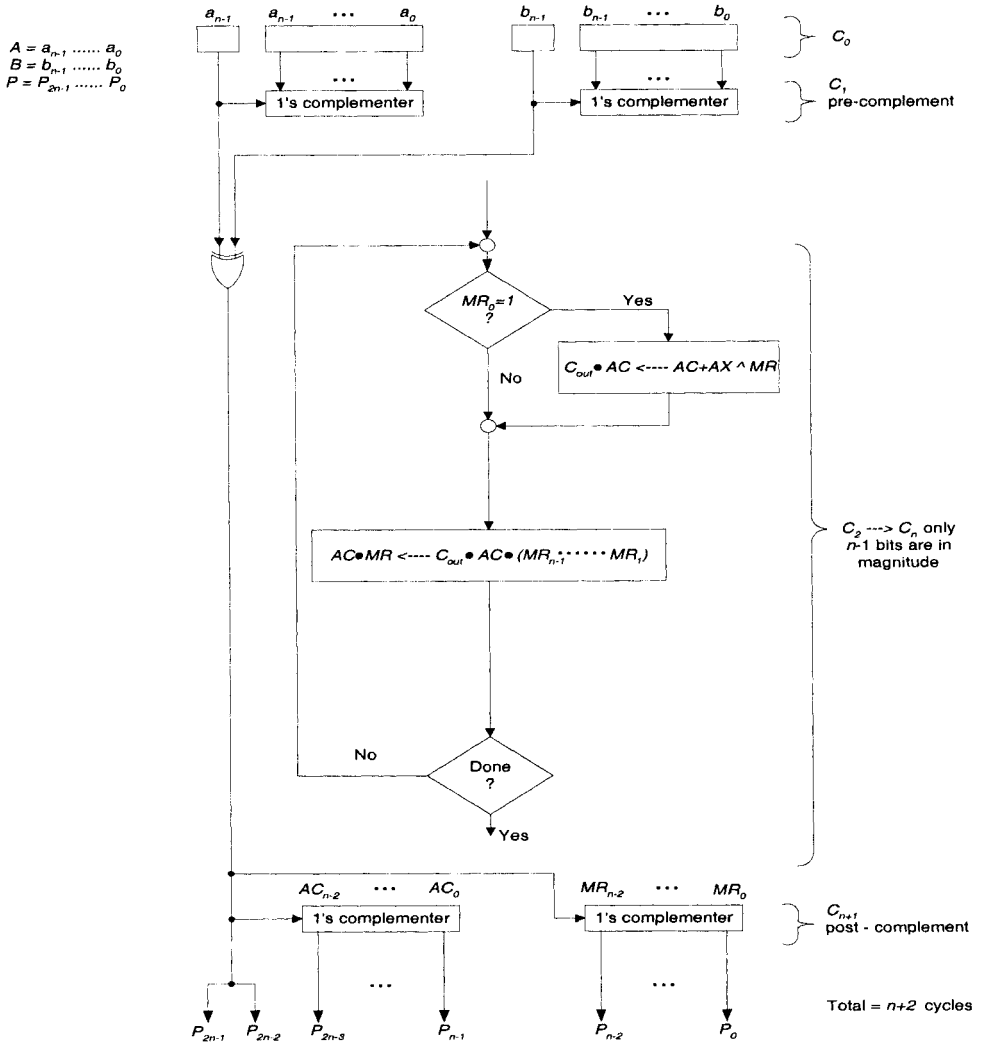 a_{n-1} a_{n-1} ••• a_0 b_{n-1} b_{n-1} ••• b_0
C_0
A = a_{n-1} ...... a_0
B = b_{n-1} ...... b_0
P = P_{2n-1} ...... P_0
•••
•••
1's complementer
1's complementer
C_1
pre-complement
MR_0=1
?
Yes
C_{out}● AC <---- AC+AX ^ MR
No
AC●MR <---- C_{out}● AC●(MR_{n-1}•••••• MR_1)
C_2 ---> C_n only
n-1 bits are in
magnitude
No
Done
?
Yes
AC_{n-2} ••• AC_0
MR_{n-2} ••• MR_0
1's complementer
1's complementer
C_{n+1}
post - complement
•••
•••
Total = n+2 cycles
P_{2n-1} P_{2n-2} P_{2n-3} P_{n-1} P_{n-2} P_0